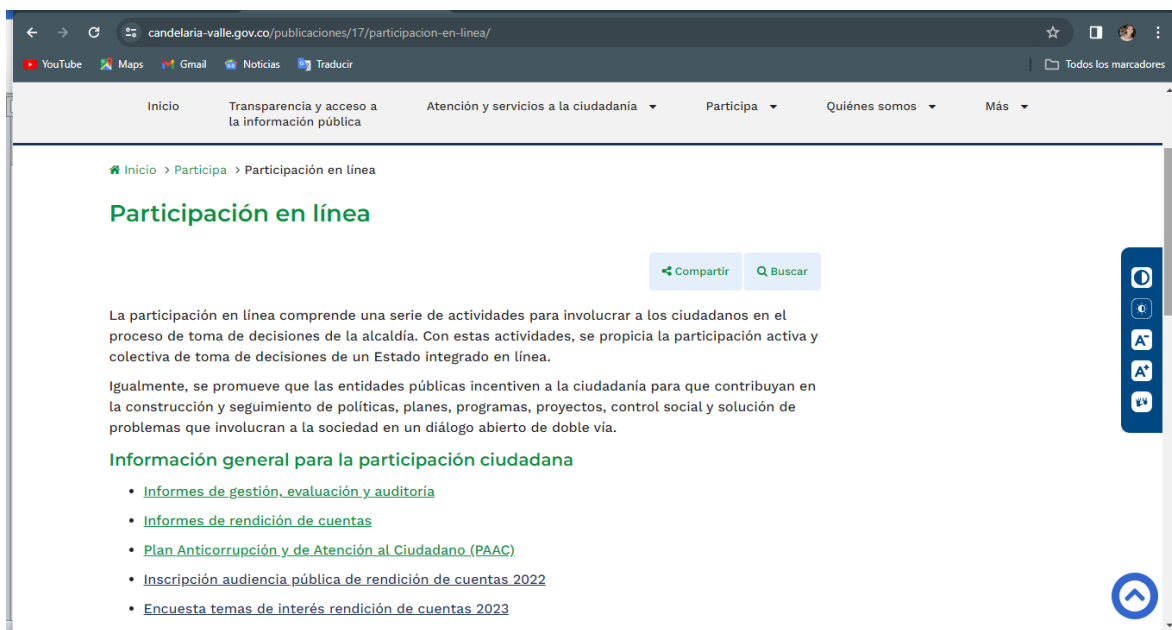 candelaria-valle.gov.co/publicaciones/17/participacion-en-linea/
YouTube Maps Gmail Noticias Traducir Todos los marcadores
Inicio Transparencia y acceso a la información pública Atención y servicios a la ciudadanía Participa Quiénes somos Más
Inicio > Participa > Participación en línea
Participación en línea
Compartir Buscar
La participación en línea comprende una serie de actividades para involucrar a los ciudadanos en el
proceso de toma de decisiones de la alcaldía. Con estas actividades, se propicia la participación activa y
colectiva de toma de decisiones de un Estado integrado en línea.
Igualmente, se promueve que las entidades públicas incentiven a la ciudadanía para que contribuyan en
la construcción y seguimiento de políticas, planes, programas, proyectos, control social y solución de
problemas que involucran a la sociedad en un diálogo abierto de doble vía.
Información general para la participación ciudadana
• Informes de gestión, evaluación y auditoría
• Informes de rendición de cuentas
• Plan Anticorrupción y de Atención al Ciudadano (PAAC)
• Inscripción audiencia pública de rendición de cuentas 2022
• Encuesta temas de interés rendición de cuentas 2023
A-
A+